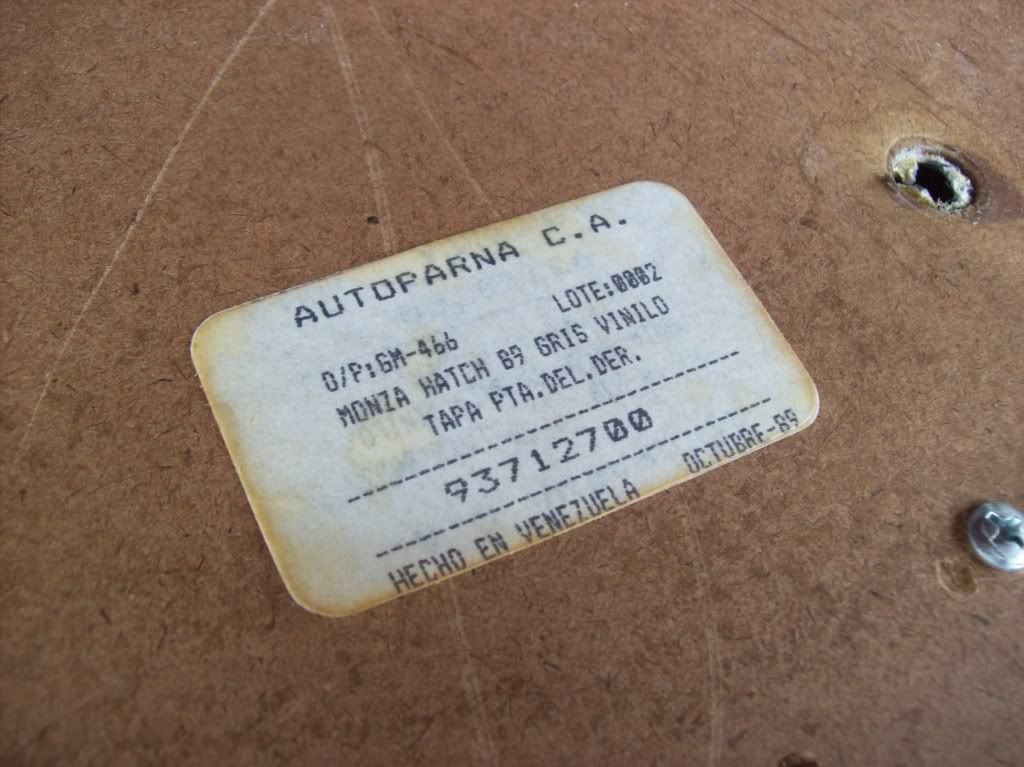 AUTOPARNA C.A.
O/P:GM-466 LOTE:0002
MONZA HATCH 89 GRIS VINILO
TAPA PTA.DEL.DER.
93712700
HECHO EN VENEZUELA OCTUBRE-89